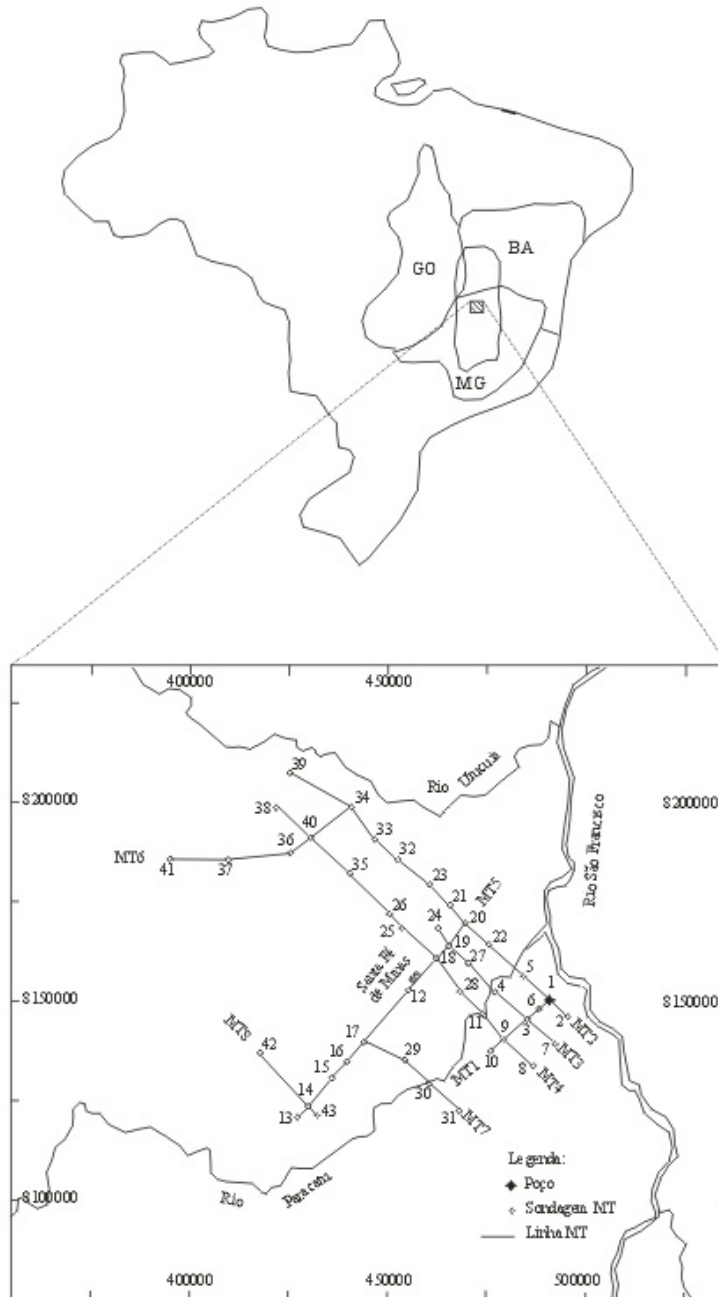 BA
GO
MG
400000
450000
39
Rio Urucuia
8200000
38
34
8200000
40
33
Rio São Francisco
36
32
MT6
41
37
35
23
MT5
21
26
24
20
25
22
19
Santa Fé
de Minas
18
27
5
1
8150000
12
28
4
6
8150000
MT8
11
2
MT2
17
9
3
42
16
29
10
7
MT3
15
MT1
8
MT4
14
30
13
43
31
MT7
Legenda:
Poço
8100000
Rio
Paracatu
Sondagem MT
Linha MT
400000
450000
500000